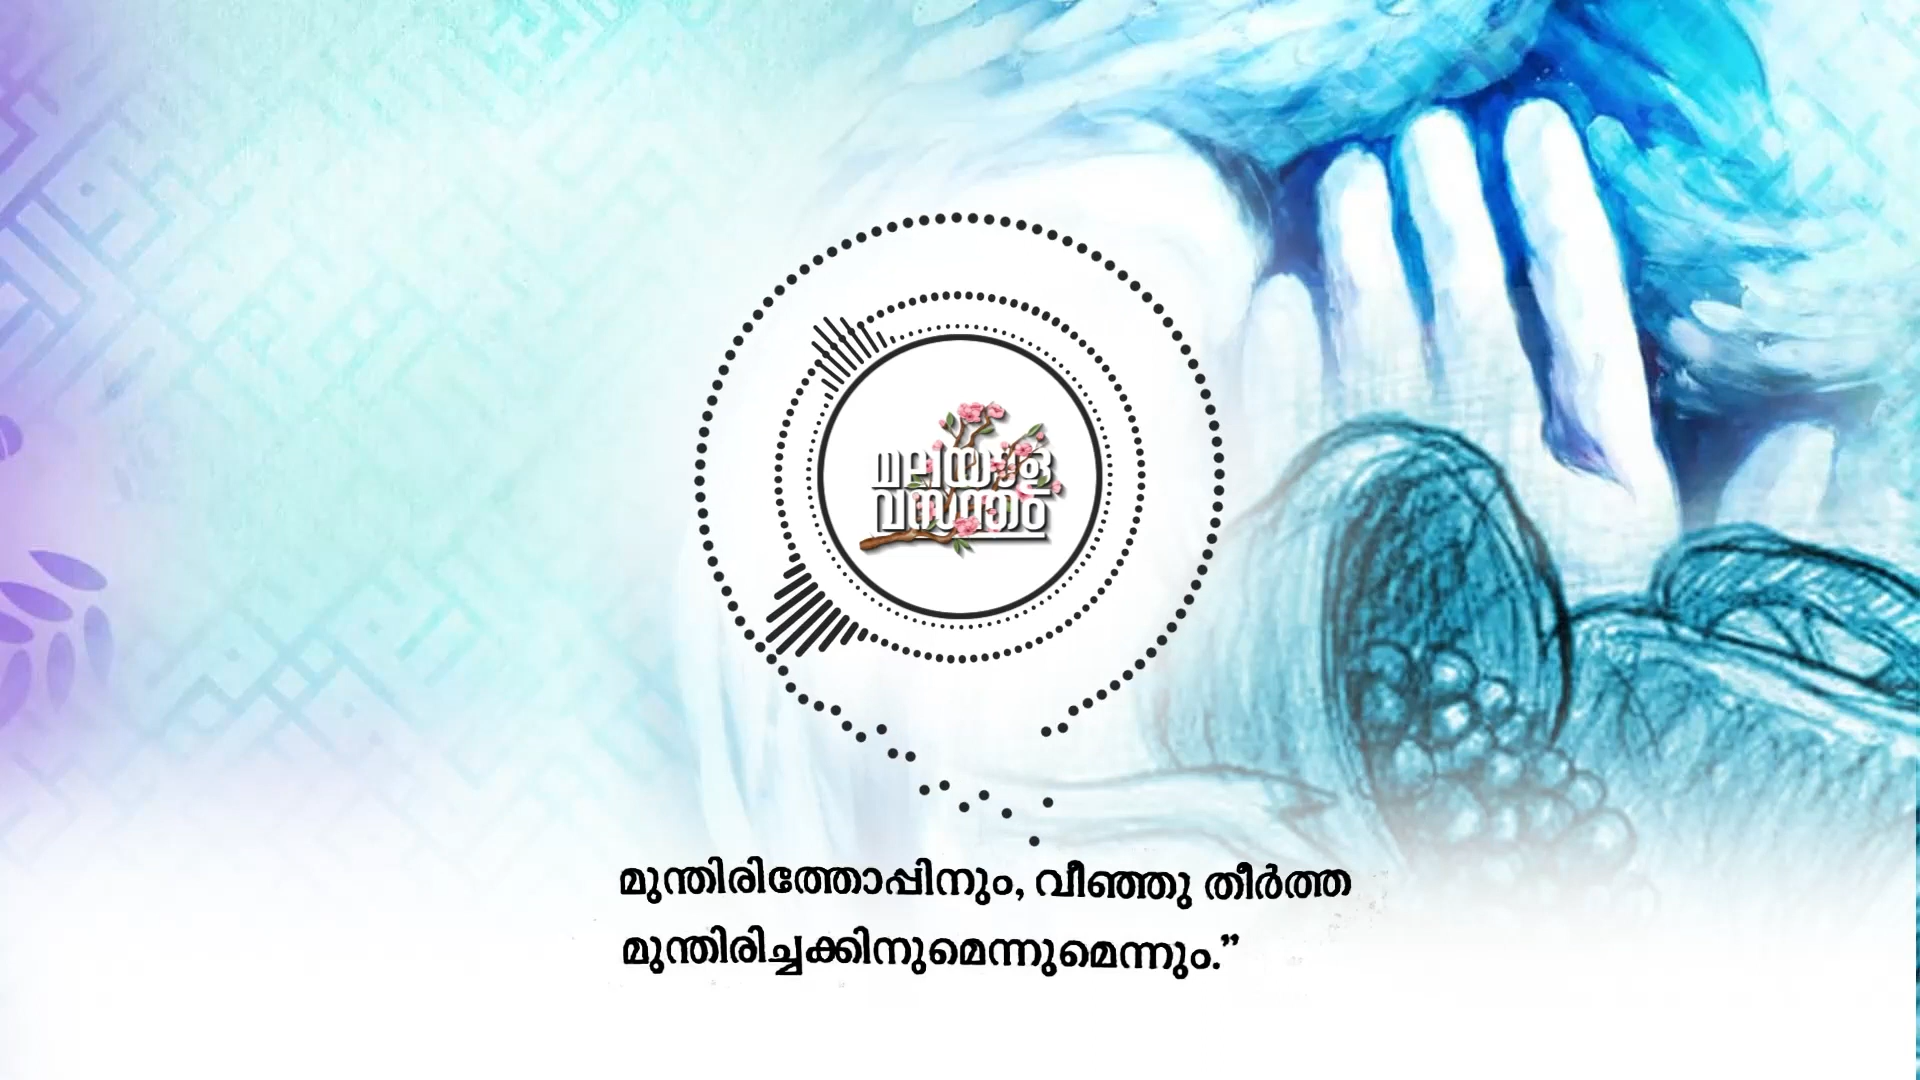 മലയാള
വസന്തം
മുന്തിരിത്തോപ്പിനും, വീഞ്ഞു തീർത്ത
മുന്തിരിച്ചക്കിനുമെന്നുമെന്നും.”